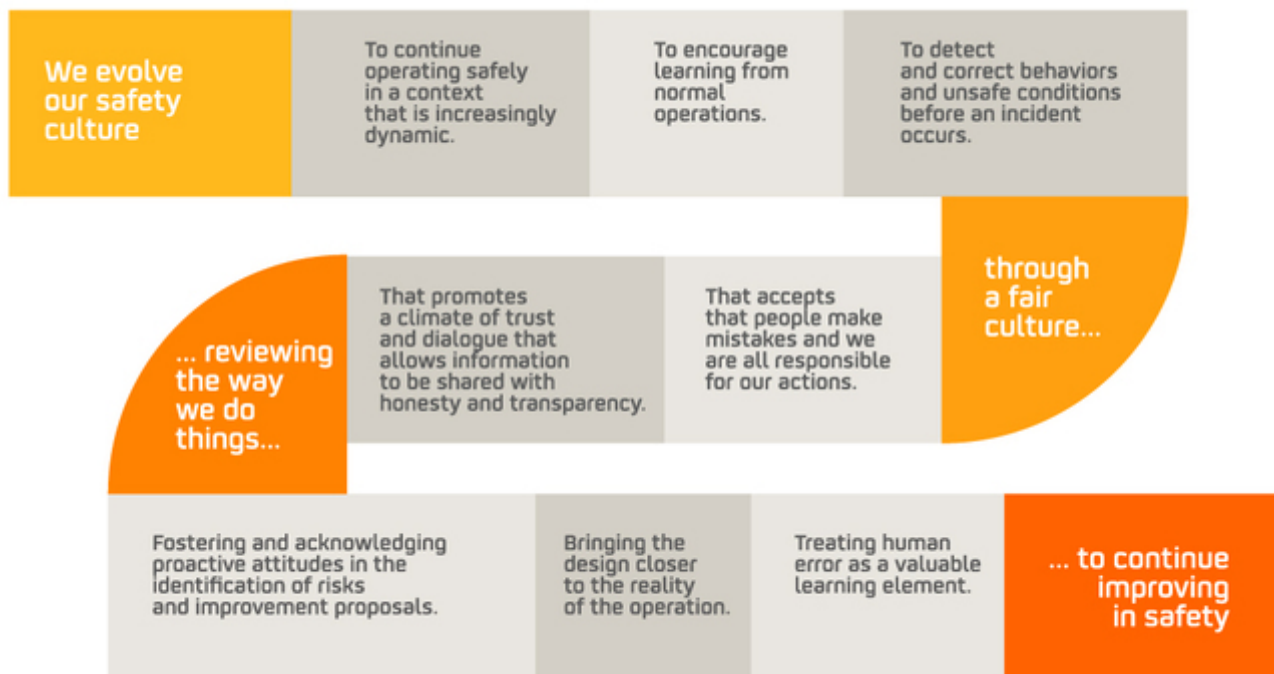 We evolve
our safety
culture
To continue
operating safely
in a context
that is increasingly
dynamic.
To encourage
learning from
normal
operations.
To detect
and correct behaviors
and unsafe conditions
before an incident
occurs.
through
a fair
culture...
That accepts
that people make
mistakes and we
are all responsible
for our actions.
That promotes
a climate of trust
and dialogue that
allows information
to be shared with
honesty and transparency.
... reviewing
the way
we do
things...
Fostering and acknowledging
proactive attitudes in the
identification of risks
and improvement proposals.
Bringing the
design closer
to the reality
of the operation.
Treating human
error as a valuable
learning element.
... to continue
improving
in safety